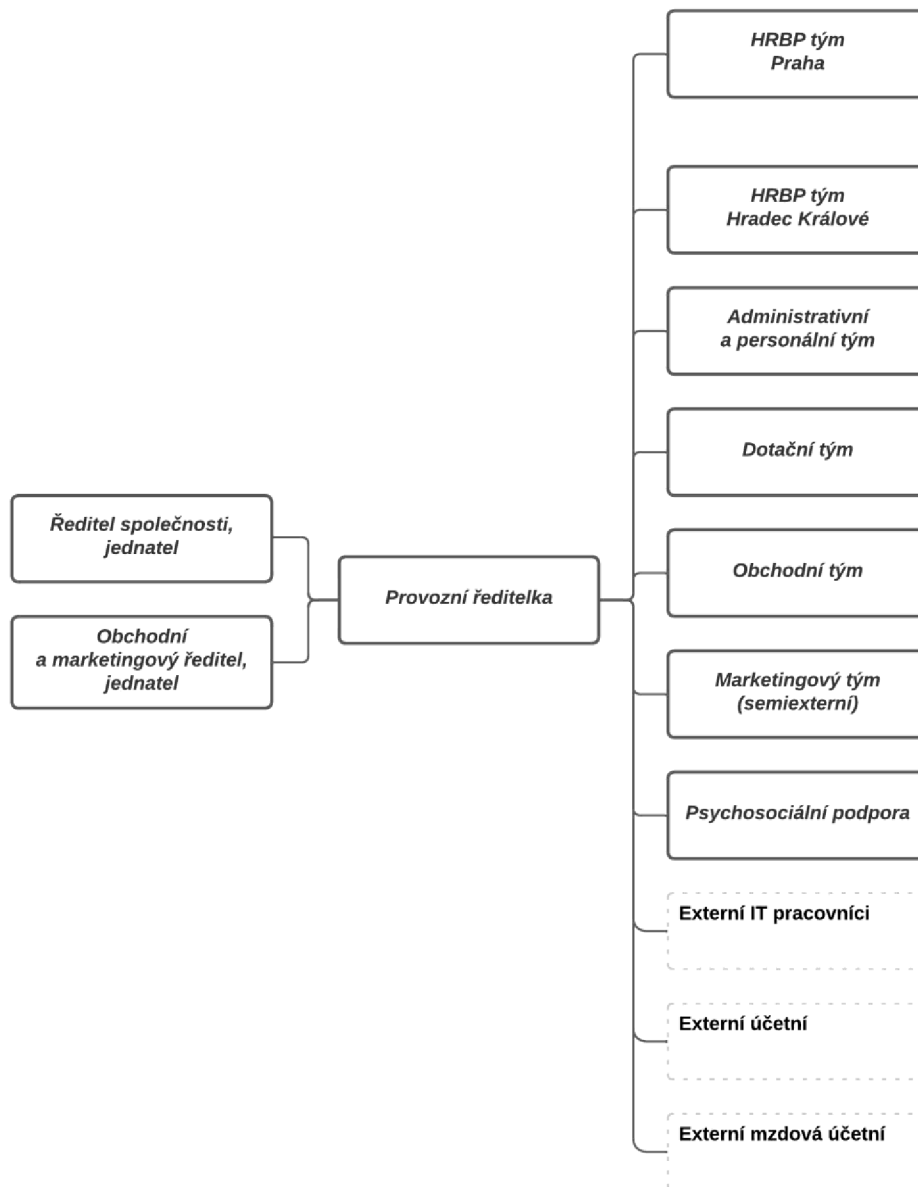 HRBP tým
Praha
HRBP tým
Hradec Králové
Administrativní
a personální tým
Dotační tým
Ředitel společnosti,
jednatel
Obchodní tým
Provozní ředitelka
Obchodní
a marketingový ředitel,
jednatel
Marketingový tým
(semiexterní)
Psychosociální podpora
Externí IT pracovníci
Externí účetní
Externí mzdová účetní